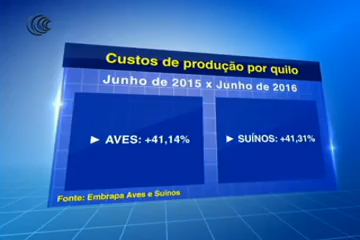 Custos de produção por quilo
Junho de 2015 x Junho de 2016
► AVES: +41,14%
► SUÍNOS: +41,31%
Fonte: Embrapa Aves e Suínos